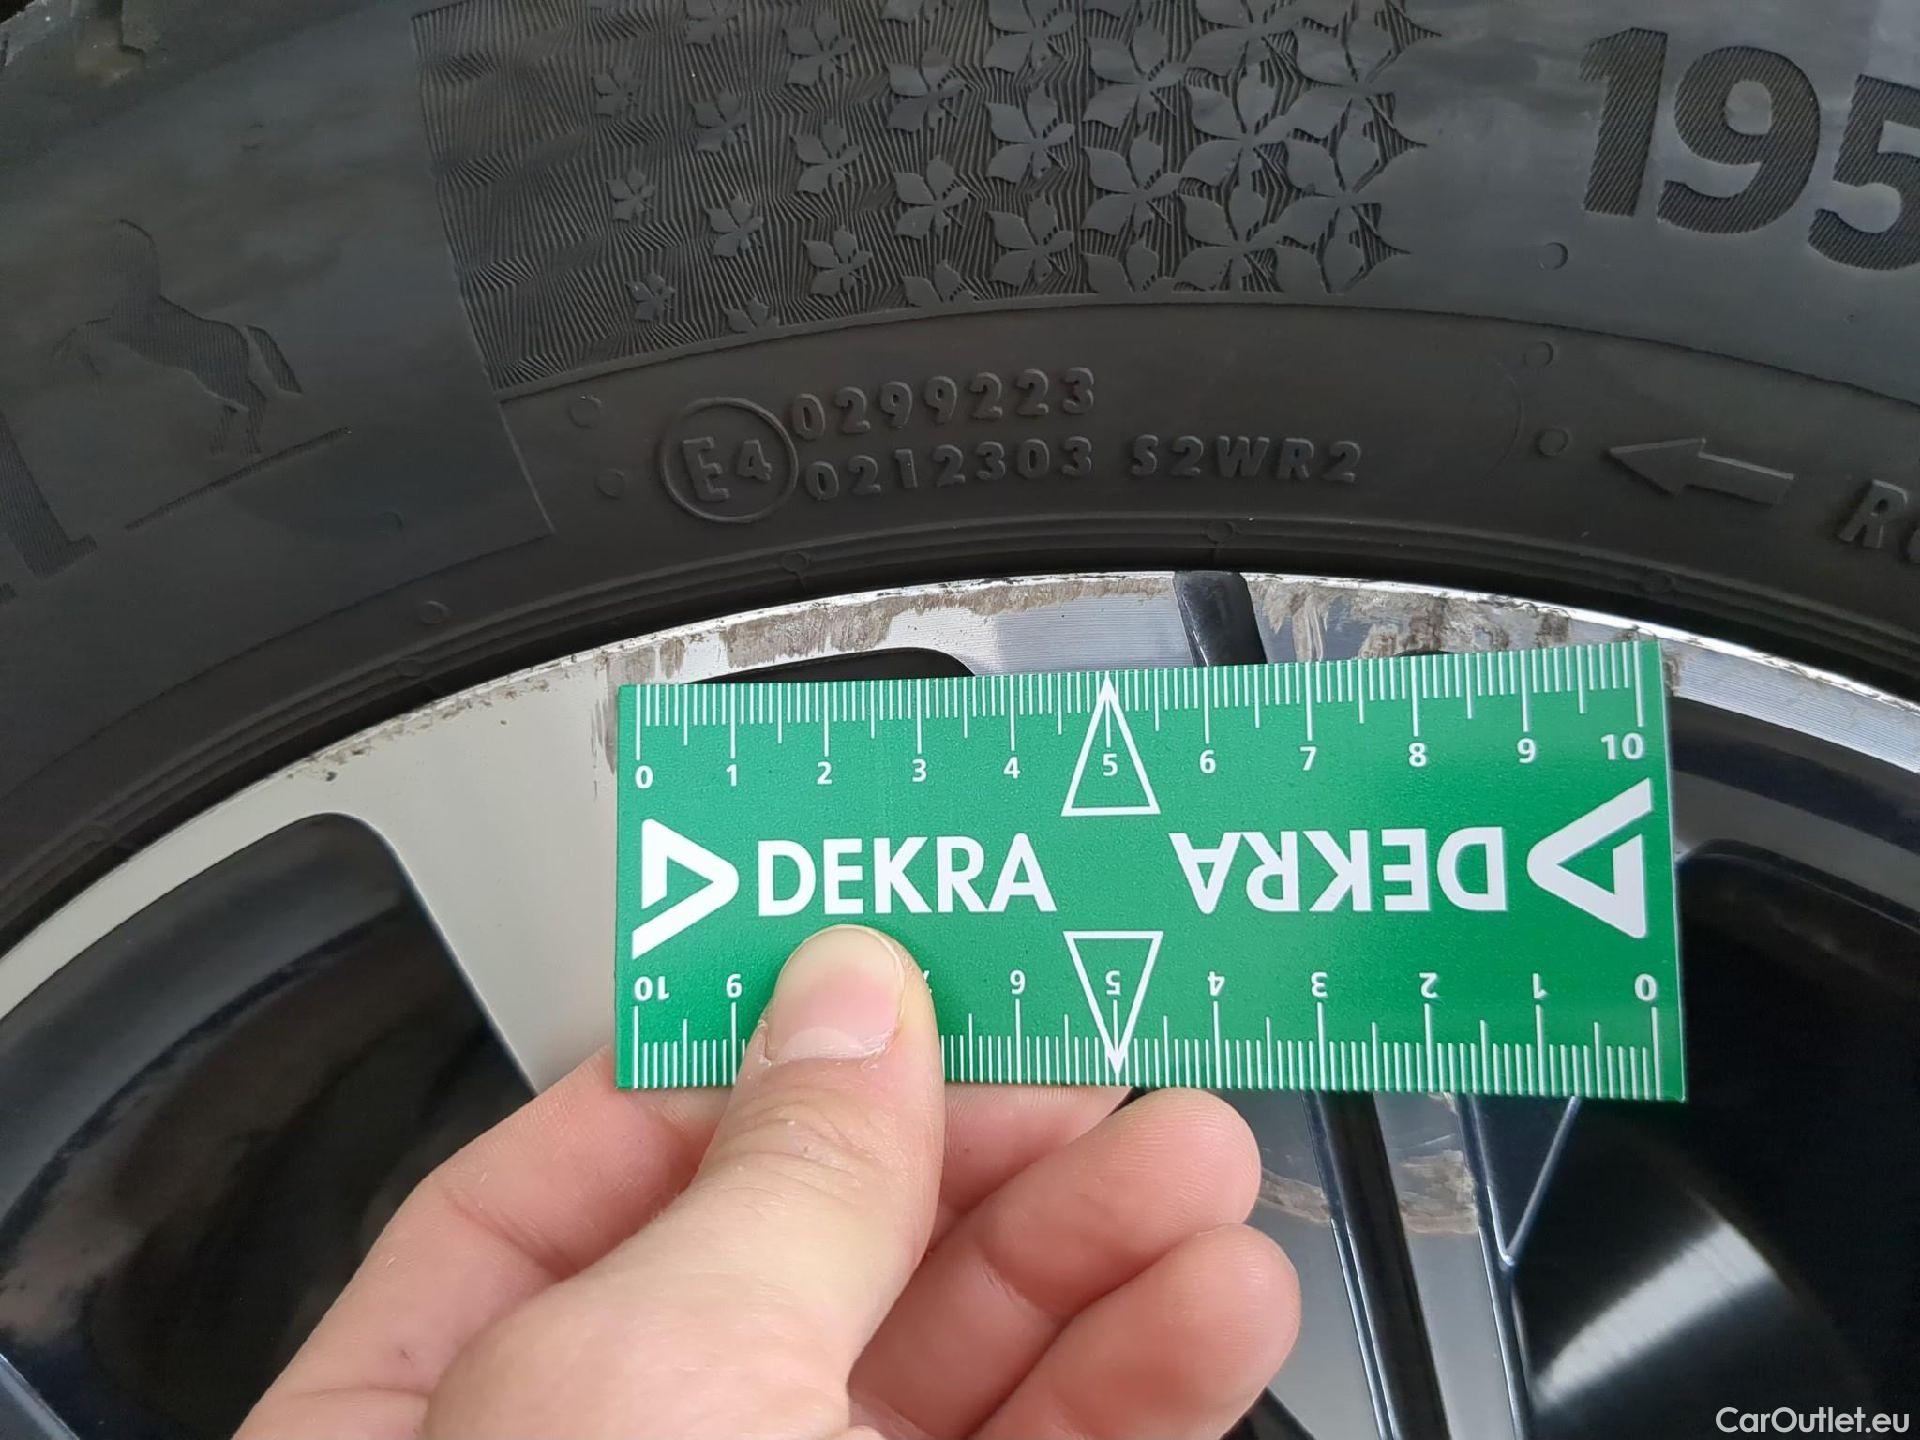 195
E4 0299223
0212303 S2WR2
0 1 2 3 4 5 6 7 8 9 10
DEKRA DEKRA
10 9 6 5 4 3 2 1 0
CarOutlet.eu